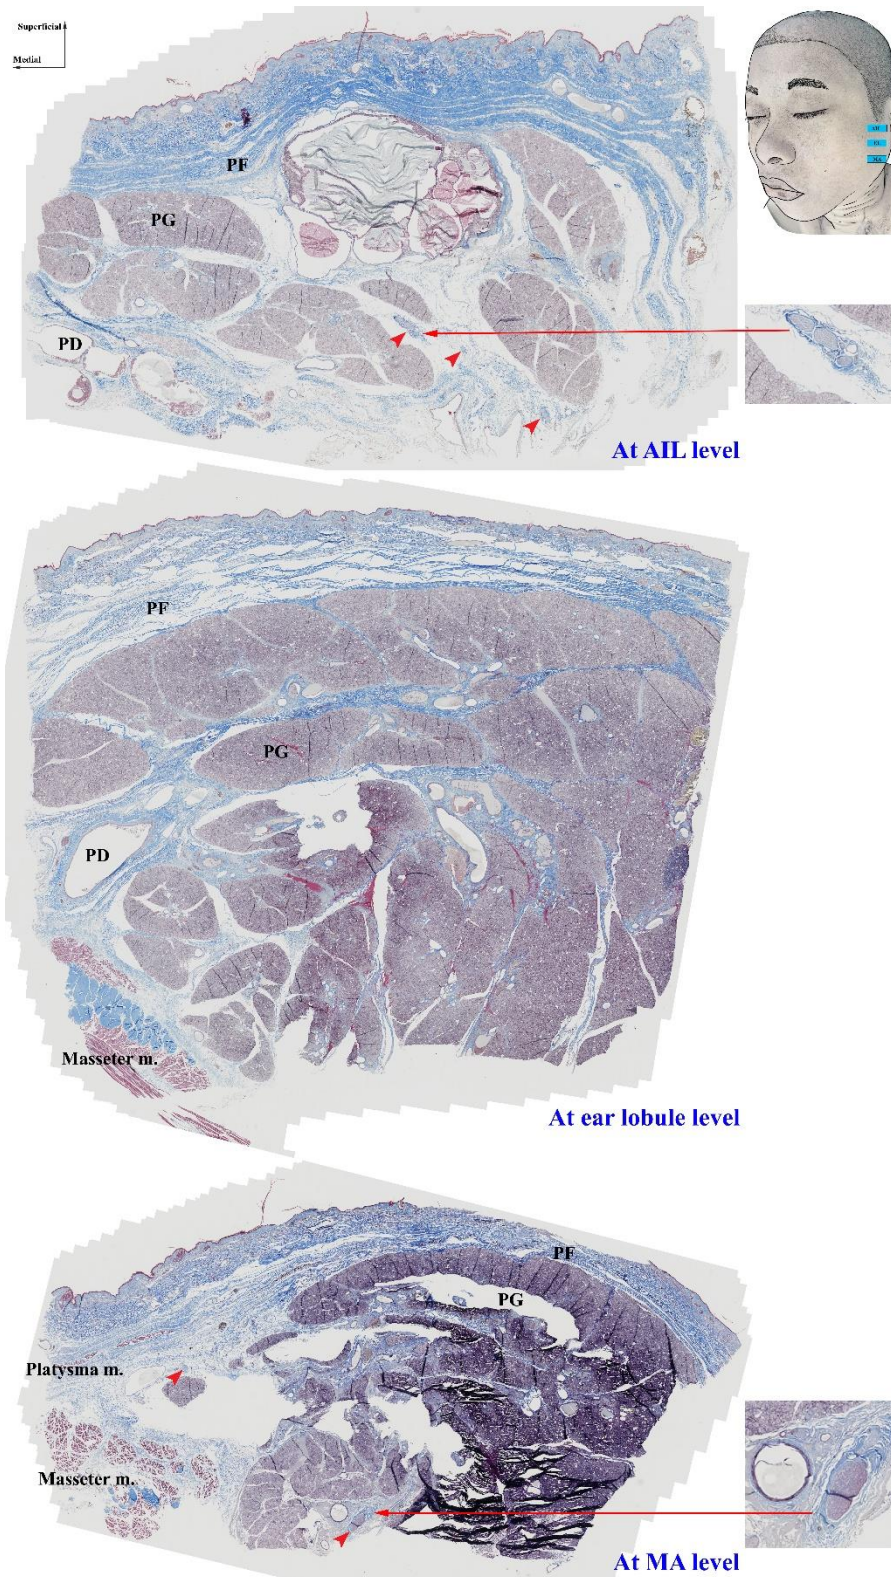 Superficial
Medial
PF
PG
PD
At AIL level
PF
PG
PD
Masseter m.
At ear lobule level
PF
PG
Platysma m.
Masseter m.
At MA level